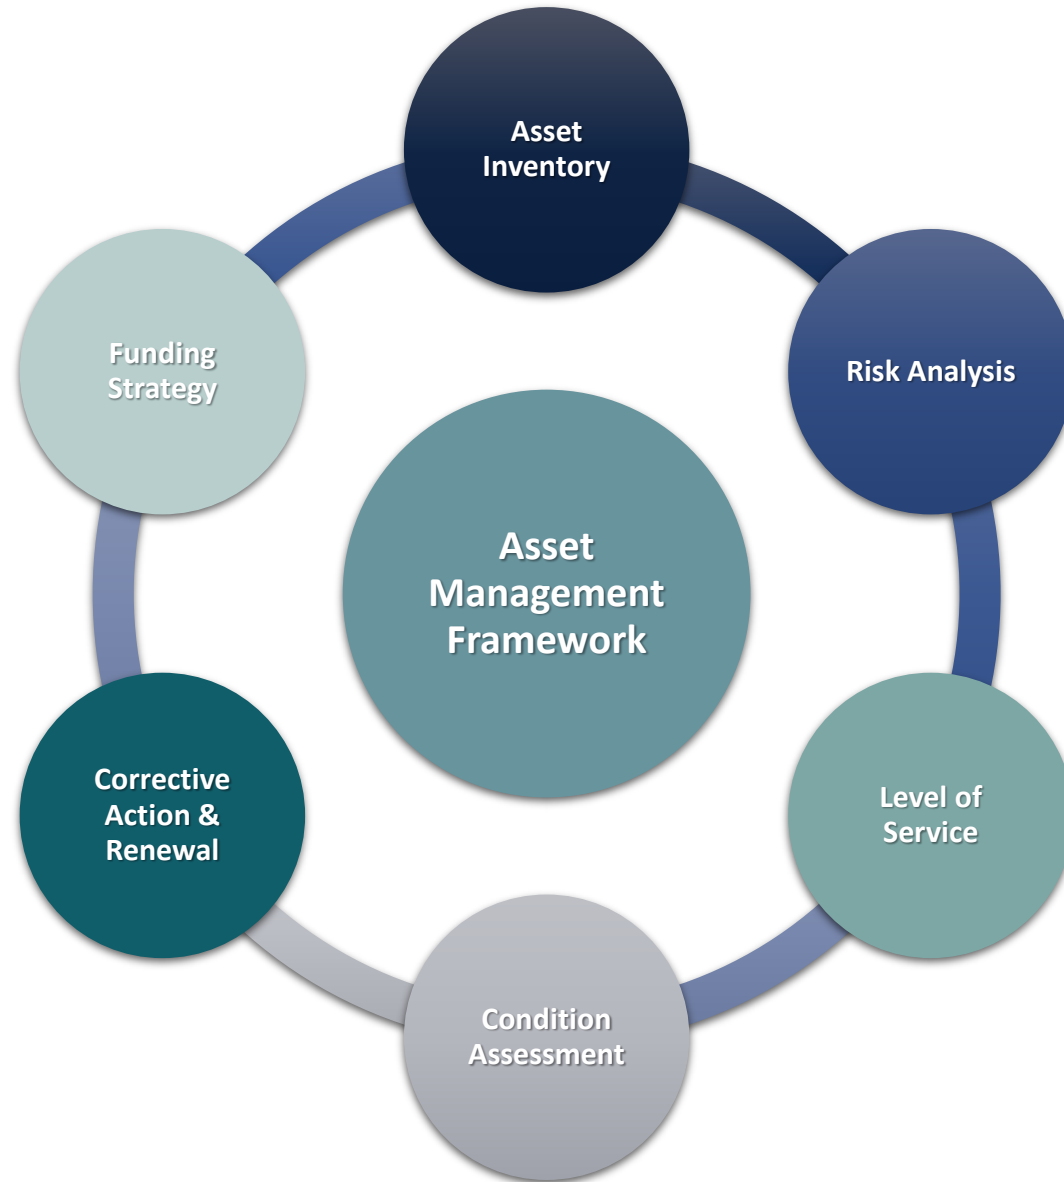 Asset
Inventory
Risk Analysis
Level of
Service
Condition
Assessment
Corrective
Action &
Renewal
Funding
Strategy
Asset
Management
Framework